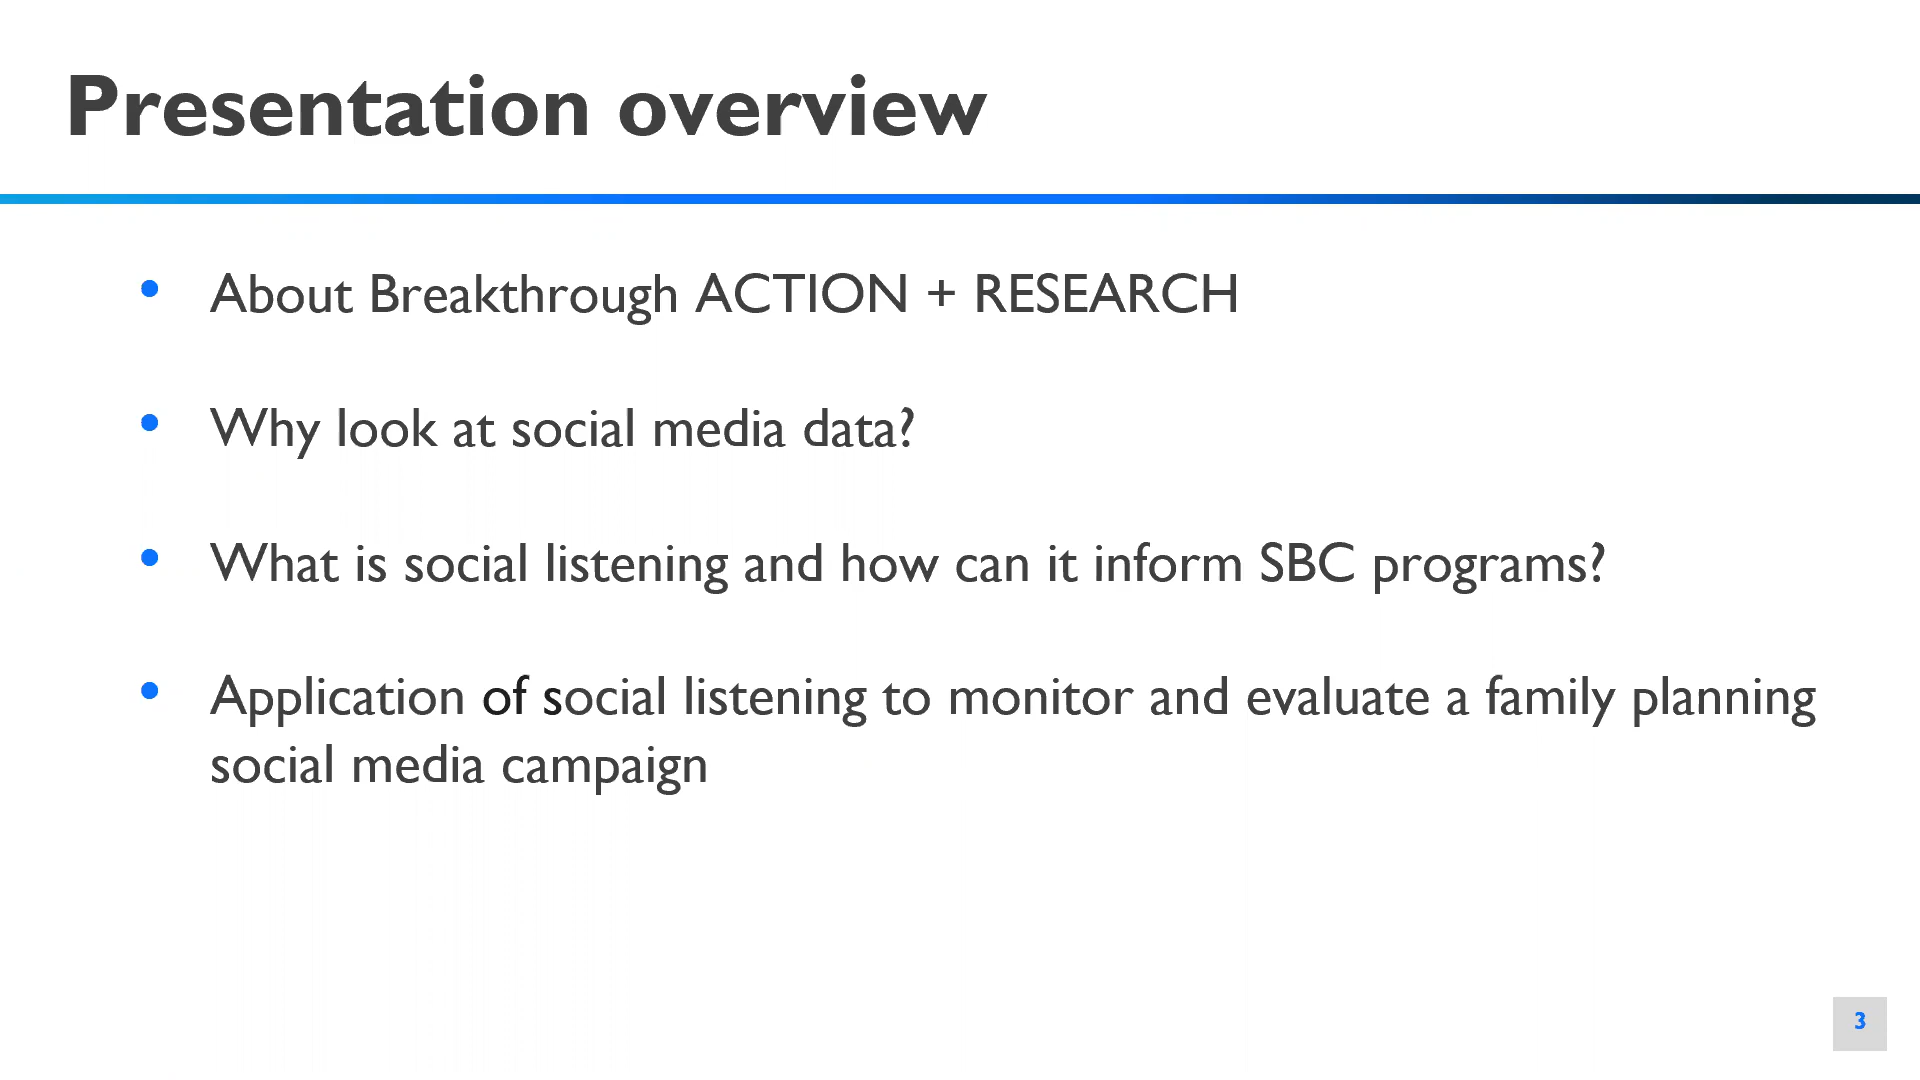 Presentation overview
• About Breakthrough ACTION + RESEARCH
• Why look at social media data?
• What is social listening and how can it inform SBC programs?
• Application of social listening to monitor and evaluate a family planning
social media campaign
3